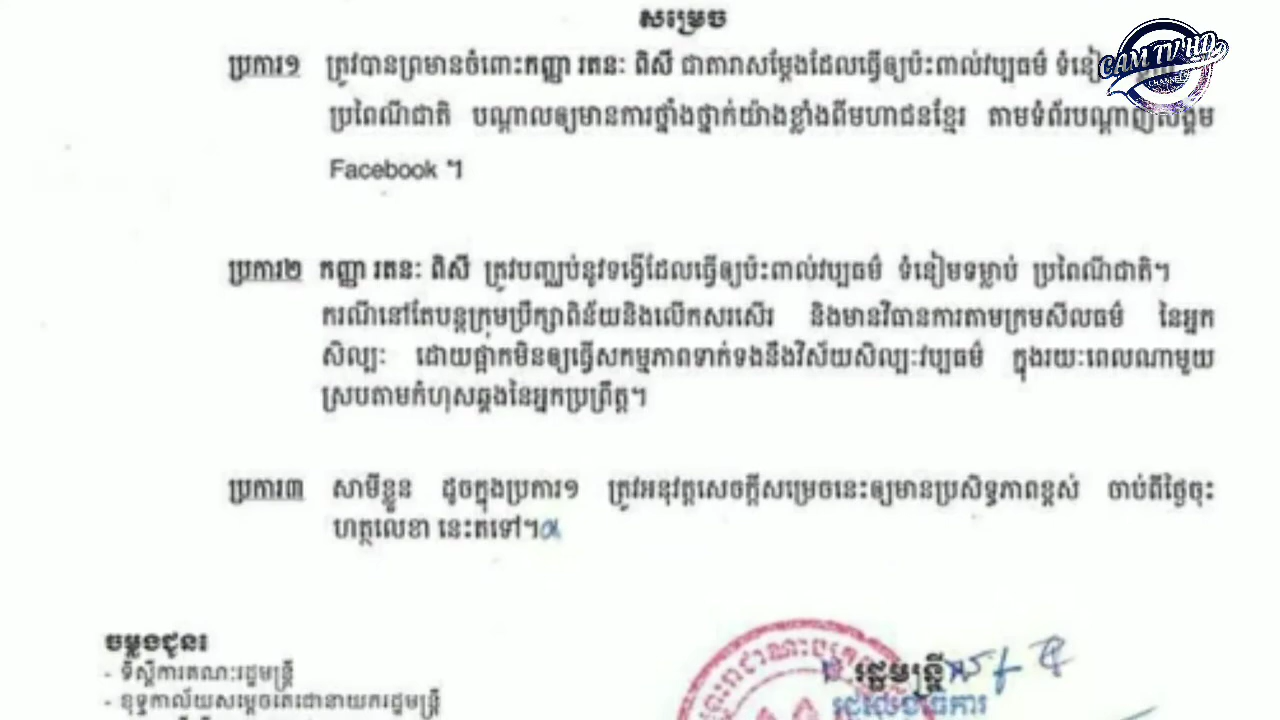 សម្រេច
CAM TV HD
CHANNEL
ប្រការ១ ត្រូវបានព្រមានចំពោះកញ្ញា រតនៈ ពិសី ជាតារាសម្តែងដែលធ្វើឲ្យប៉ះពាល់វប្បធម៌ ទំនៀ
ប្រពៃណីជាតិ បណ្តាលឲ្យមានការថ្នាំងថ្នាក់យ៉ាងខ្លាំងពីមហាជនខ្មែរ តាមទំព័របណ្តាញសង្គម
Facebook ។
ប្រការ២ កញ្ញា រតនៈ ពិសី ត្រូវបញ្ឈប់នូវទង្វើដែលធ្វើឲ្យប៉ះពាល់វប្បធម៌ ទំនៀមទម្លាប់ ប្រពៃណីជាតិ។
ករណីនៅតែបន្តក្រុមប្រឹក្សាពិន័យនិងលើកសរសើរ និងមានវិធានការតាមក្រមសីលធម៌ នៃអ្នក
សិល្បៈ ដោយផ្អាកមិនឲ្យធ្វើសកម្មភាពទាក់ទងនឹងវិស័យសិល្បៈវប្បធម៌ ក្នុងរយៈពេលណាមួយ
ស្របតាមកំហុសឆ្គងនៃអ្នកប្រព្រឹត្ត។
ប្រការ៣ សាមីខ្លួន ដូចក្នុងប្រការ១ ត្រូវអនុវត្តសេចក្តីសម្រេចនេះឲ្យមានប្រសិទ្ធភាពខ្ពស់ ចាប់ពីថ្ងៃចុះ
ហត្ថលេខា នេះតទៅ។
ចម្លងជូន៖
- ទីស្តីការគណៈរដ្ឋមន្ត្រី
- ខុទ្ទកាល័យសម្តេចតេជោនាយករដ្ឋមន្ត្រី
រដ្ឋមន្ត្រី
រដ្ឋលេខាធិការ